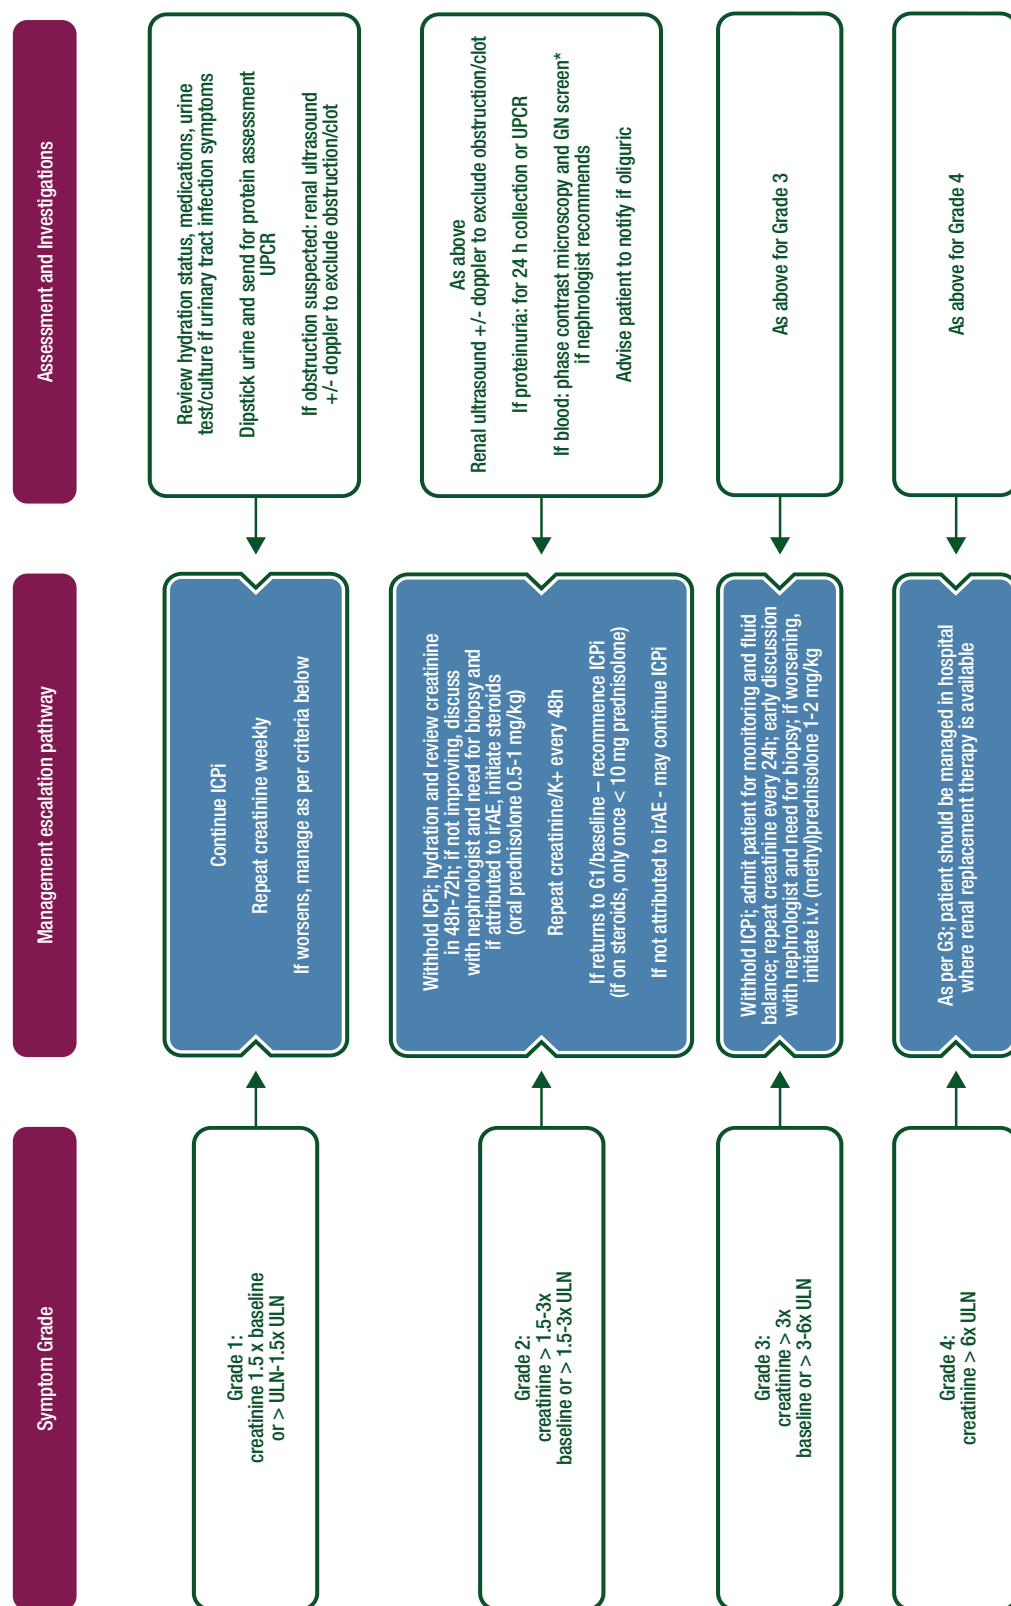 Symptom Grade
Management escalation pathway
Assessment and Investigations
Grade 1:
creatinine 1.5 x baseline
or > ULN-1.5x ULN
Continue ICPi
Repeat creatinine weekly
If worsens, manage as per criteria below
Review hydration status, medications, urine
test/culture if urinary tract infection symptoms
Dipstick urine and send for protein assessment
UPCR
If obstruction suspected: renal ultrasound
+/- doppler to exclude obstruction/clot
Grade 2:
creatinine > 1.5-3x
baseline or > 1.5-3x ULN
Withhold ICPi; hydration and review creatinine
in 48h-72h; if not improving, discuss
with nephrologist and need for biopsy and
if attributed to irAE, initiate steroids
(oral prednisolone 0.5-1 mg/kg)
Repeat creatinine/K+ every 48h
If returns to G1/baseline – recommence ICPi
(if on steroids, only once < 10 mg prednisolone)
If not attributed to irAE - may continue ICPi
As above
Renal ultrasound +/- doppler to exclude obstruction/clot
If proteinuria: for 24 h collection or UPCR
If blood: phase contrast microscopy and GN screen*
if nephrologist recommends
Advise patient to notify if oliguric
Grade 3:
creatinine > 3x
baseline or > 3-6x ULN
Withhold ICPi; admit patient for monitoring and fluid
balance; repeat creatinine every 24h; early discussion
with nephrologist and need for biopsy; if worsening,
initiate i.v. (methyl)prednisolone 1-2 mg/kg
As above for Grade 3
Grade 4:
creatinine > 6x ULN
As per G3; patient should be managed in hospital
where renal replacement therapy is available
As above for Grade 4